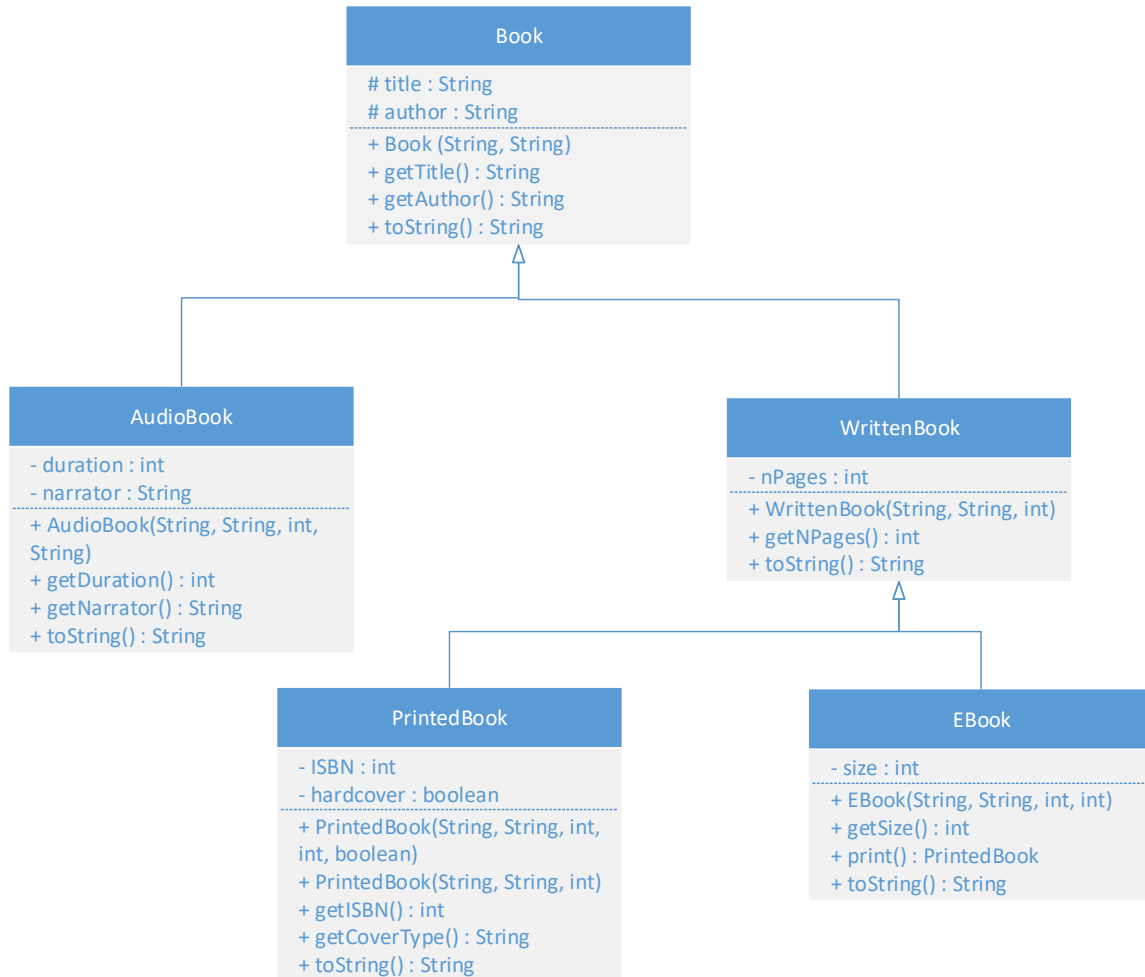 Book
# title : String
# author : String
+ Book (String, String)
+ getTitle() : String
+ getAuthor() : String
+ toString() : String
AudioBook
- duration : int
- narrator : String
+ AudioBook(String, String, int,
String)
+ getDuration() : int
+ getNarrator() : String
+ toString() : String
WrittenBook
- nPages : int
+ WrittenBook(String, String, int)
+ getNPages() : int
+ toString() : String
PrintedBook
- ISBN : int
- hardcover : boolean
+ PrintedBook(String, String, int,
int, boolean)
+ PrintedBook(String, String, int)
+ getISBN() : int
+ getCoverType() : String
+ toString() : String
EBook
- size : int
+ EBook(String, String, int, int)
+ getSize() : int
+ print() : PrintedBook
+ toString() : String